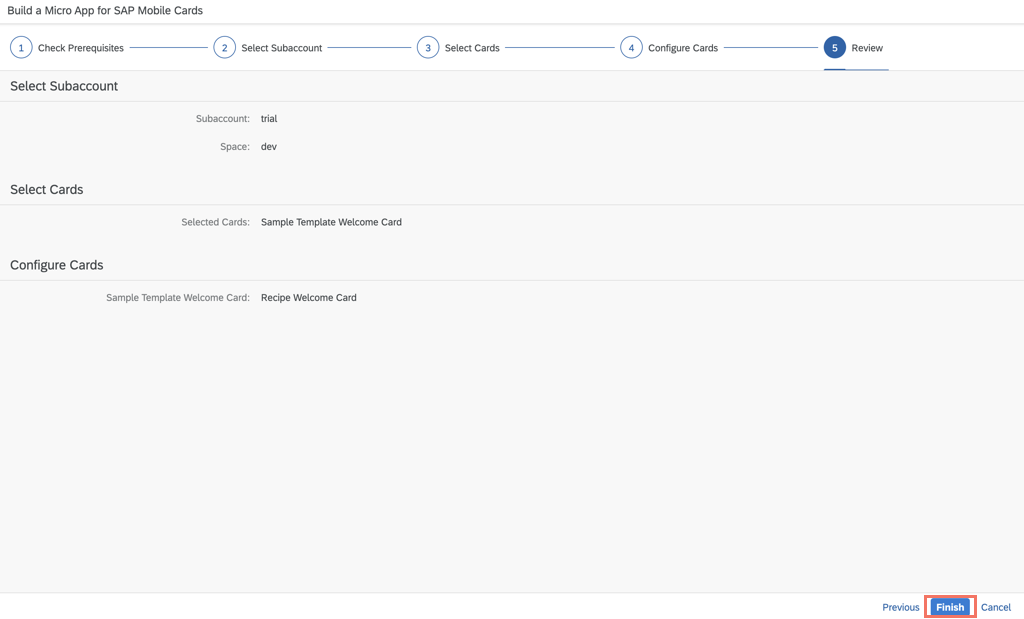 Build a Micro App for SAP Mobile Cards
1 Check Prerequisites 2 Select Subaccount 3 Select Cards 4 Configure Cards 5 Review
Select Subaccount
Subaccount: trial
Space: dev
Select Cards
Selected Cards: Sample Template Welcome Card
Configure Cards
Sample Template Welcome Card: Recipe Welcome Card
Previous Finish Cancel